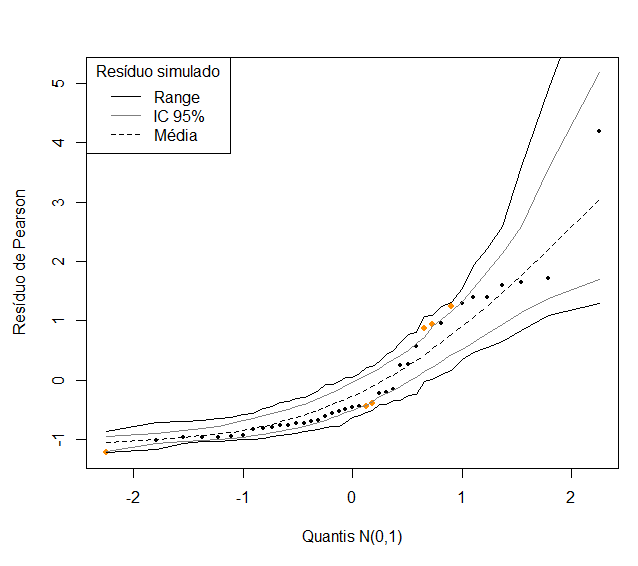 Resíduo simulado
Range
IC 95%
Média
Resíduo de Pearson
5
4
3
2
1
0
-1
-2
-1
0
1
2
Quantis N(0,1)